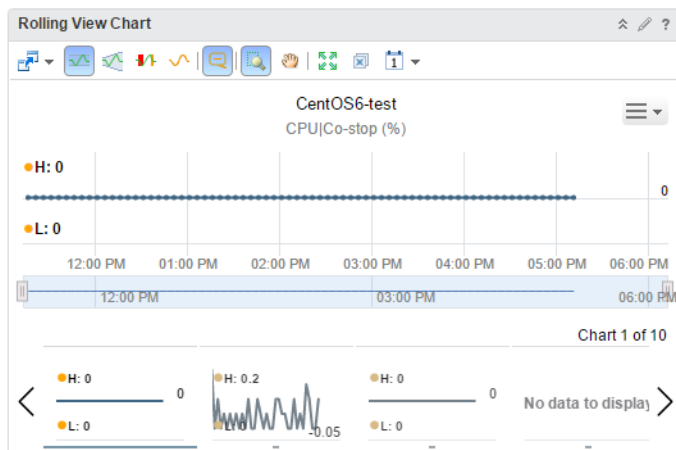 Rolling View Chart
?
1
CentOS6-test
CPU|Co-stop (%)
H: 0
0
L: 0
12:00 PM 01:00 PM 02:00 PM 03:00 PM 04:00 PM 05:00 PM 06:00 PM
12:00 PM 03:00 PM 06:00 PM
Chart 1 of 10
H: 0 H: 0.2 H: 0
0 0 No data to display
L: 0 L: 0 -0.05 L: 0